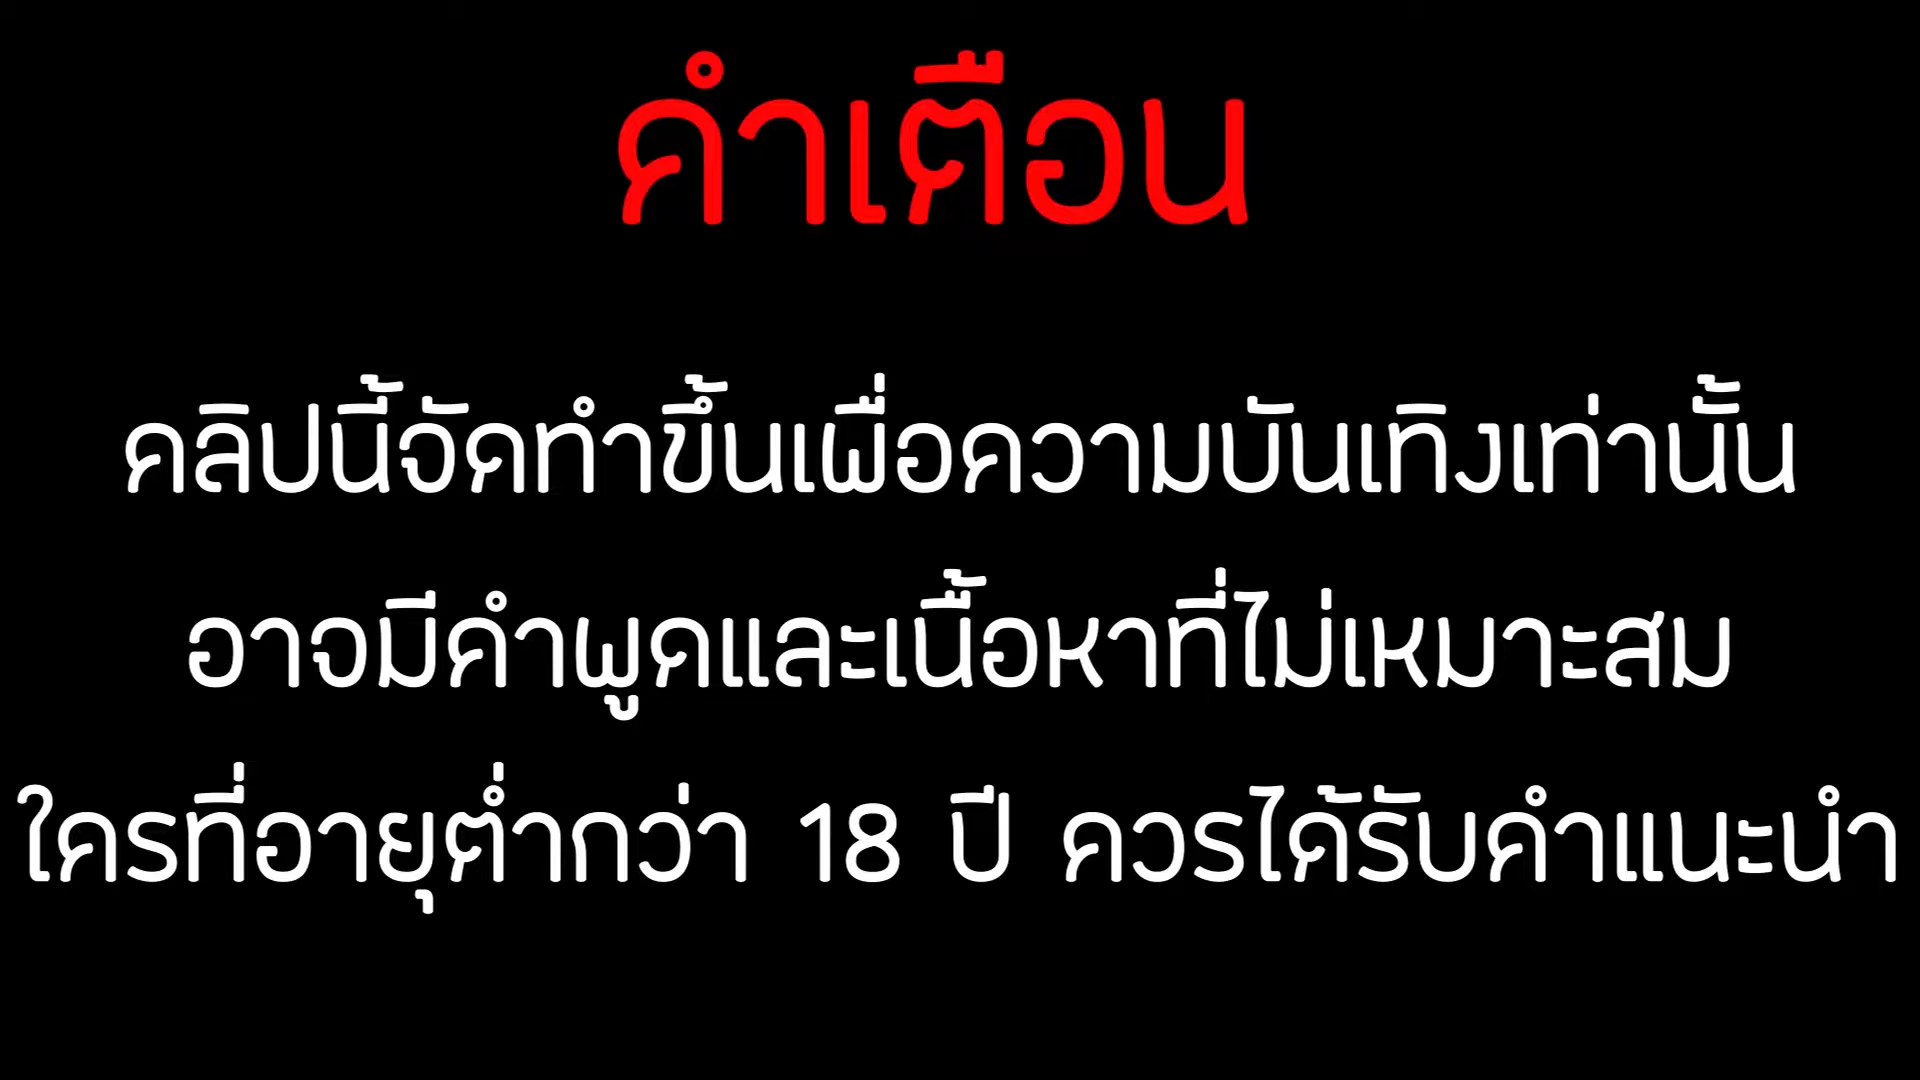 คำเตือน
คลิปนี้จัดทำขึ้นเพื่อความบันเทิงเท่านั้น
อาจมีคำพูดและเนื้อหาที่ไม่เหมาะสม
ใครที่อายุต่ำกว่า 18 ปี ควรได้รับคำแนะนำ